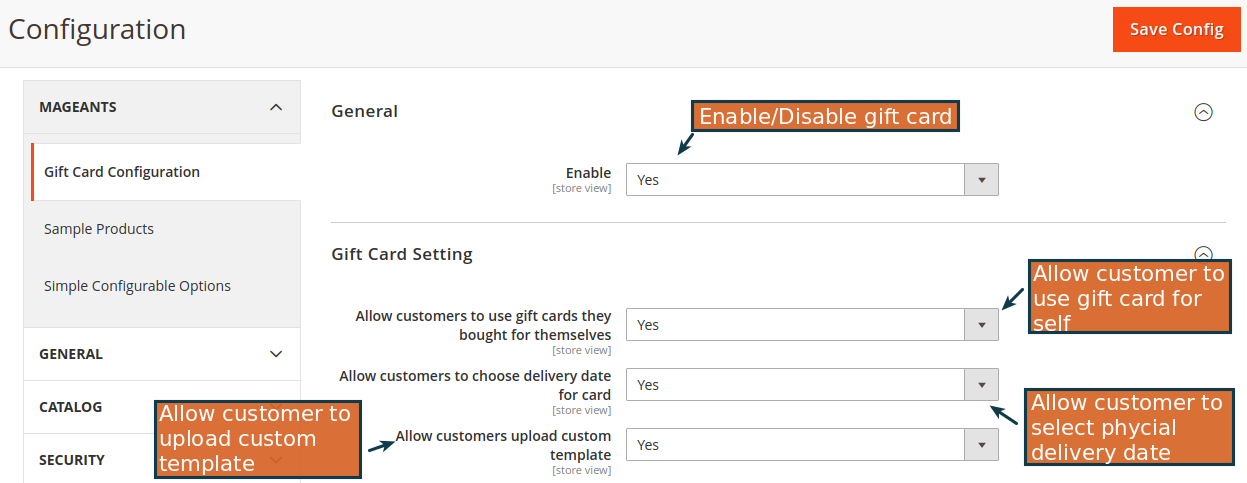 Configuration
Save Config
MAGEANTS
Gift Card Configuration
Sample Products
Simple Configurable Options
GENERAL
CATALOG
SECURITY
General
Enable/Disable gift card
Enable
[store view]
Yes
Gift Card Setting
Allow customer to
use gift card for
self
Allow customers to use gift cards they
bought for themselves
[store view]
Yes
Allow customers to choose delivery date
for card
[store view]
Yes
Allow customer to
select phycial
delivery date
Allow customer to
upload custom
template
Allow customers upload custom
template
[store view]
Yes